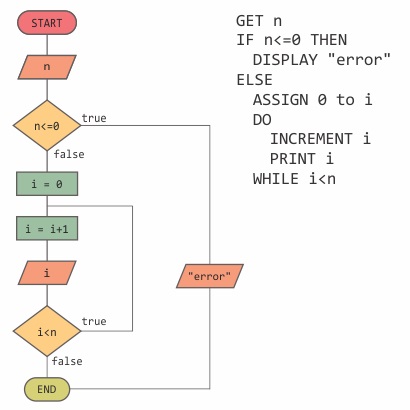 START
n
n<=0
true
false
i = 0
i = i+1
i
"error"
i<n
true
false
END
GET n
IF n<=0 THEN
DISPLAY "error"
ELSE
ASSIGN 0 to i
DO
INCREMENT i
PRINT i
WHILE i<n